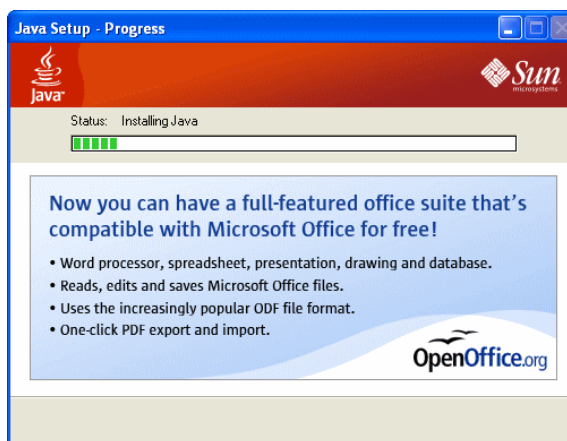 Java Setup - Progress
Java
Sun
microsystems
Status: Installing Java
Now you can have a full-featured office suite that's
compatible with Microsoft Office for free!
• Word processor, spreadsheet, presentation, drawing and database.
• Reads, edits and saves Microsoft Office files.
• Uses the increasingly popular ODF file format.
• One-click PDF export and import.
OpenOffice.org